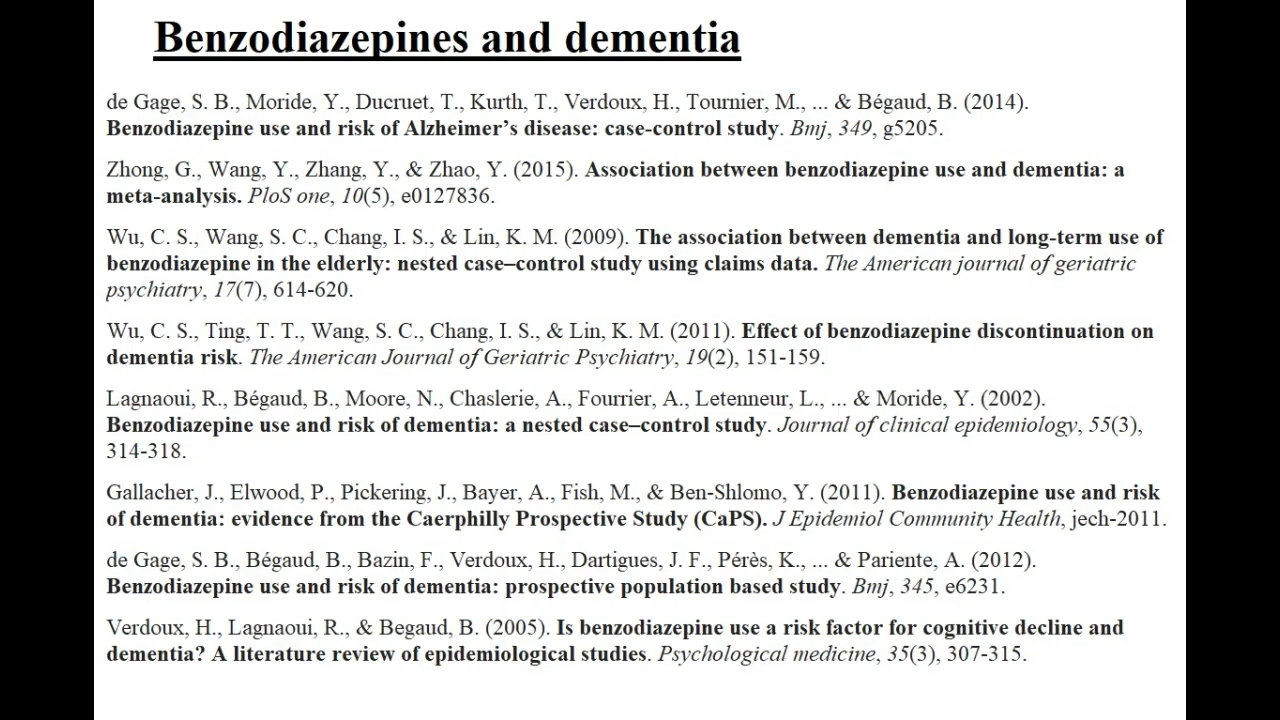 Benzodiazepines and dementia
de Gage, S. B., Moride, Y., Ducruet, T., Kurth, T., Verdoux, H., Tournier, M., ... & Bégaud, B. (2014).
Benzodiazepine use and risk of Alzheimer’s disease: case-control study. Bmj, 349, g5205.
Zhong, G., Wang, Y., Zhang, Y., & Zhao, Y. (2015). Association between benzodiazepine use and dementia: a
meta-analysis. PloS one, 10(5), e0127836.
Wu, C. S., Wang, S. C., Chang, I. S., & Lin, K. M. (2009). The association between dementia and long-term use of
benzodiazepine in the elderly: nested case–control study using claims data. The American journal of geriatric
psychiatry, 17(7), 614-620.
Wu, C. S., Ting, T. T., Wang, S. C., Chang, I. S., & Lin, K. M. (2011). Effect of benzodiazepine discontinuation on
dementia risk. The American Journal of Geriatric Psychiatry, 19(2), 151-159.
Lagnaoui, R., Bégaud, B., Moore, N., Chaslerie, A., Fourrier, A., Letenneur, L., ... & Moride, Y. (2002).
Benzodiazepine use and risk of dementia: a nested case–control study. Journal of clinical epidemiology, 55(3),
314-318.
Gallacher, J., Elwood, P., Pickering, J., Bayer, A., Fish, M., & Ben-Shlomo, Y. (2011). Benzodiazepine use and risk
of dementia: evidence from the Caerphilly Prospective Study (CaPS). J Epidemiol Community Health, jech-2011.
de Gage, S. B., Bégaud, B., Bazin, F., Verdoux, H., Dartigues, J. F., Pérès, K., ... & Pariente, A. (2012).
Benzodiazepine use and risk of dementia: prospective population based study. Bmj, 345, e6231.
Verdoux, H., Lagnaoui, R., & Begaud, B. (2005). Is benzodiazepine use a risk factor for cognitive decline and
dementia? A literature review of epidemiological studies. Psychological medicine, 35(3), 307-315.